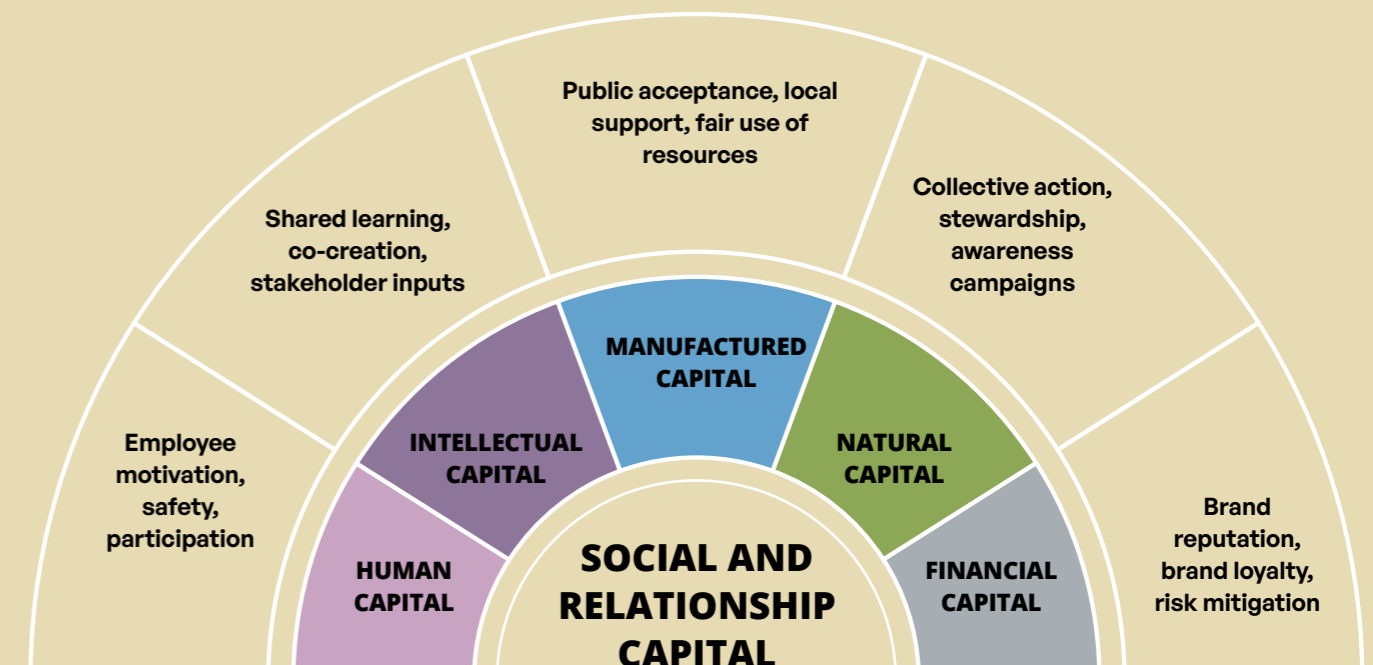 Public acceptance, local
support, fair use of
resources
Collective action,
stewardship,
awareness
campaigns
Shared learning,
co-creation,
stakeholder inputs
MANUFACTURED
CAPITAL
Employee
motivation,
safety,
participation
INTELLECTUAL
CAPITAL
NATURAL
CAPITAL
Brand
reputation,
brand loyalty,
risk mitigation
HUMAN
CAPITAL
SOCIAL AND
RELATIONSHIP
CAPITAL
FINANCIAL
CAPITAL